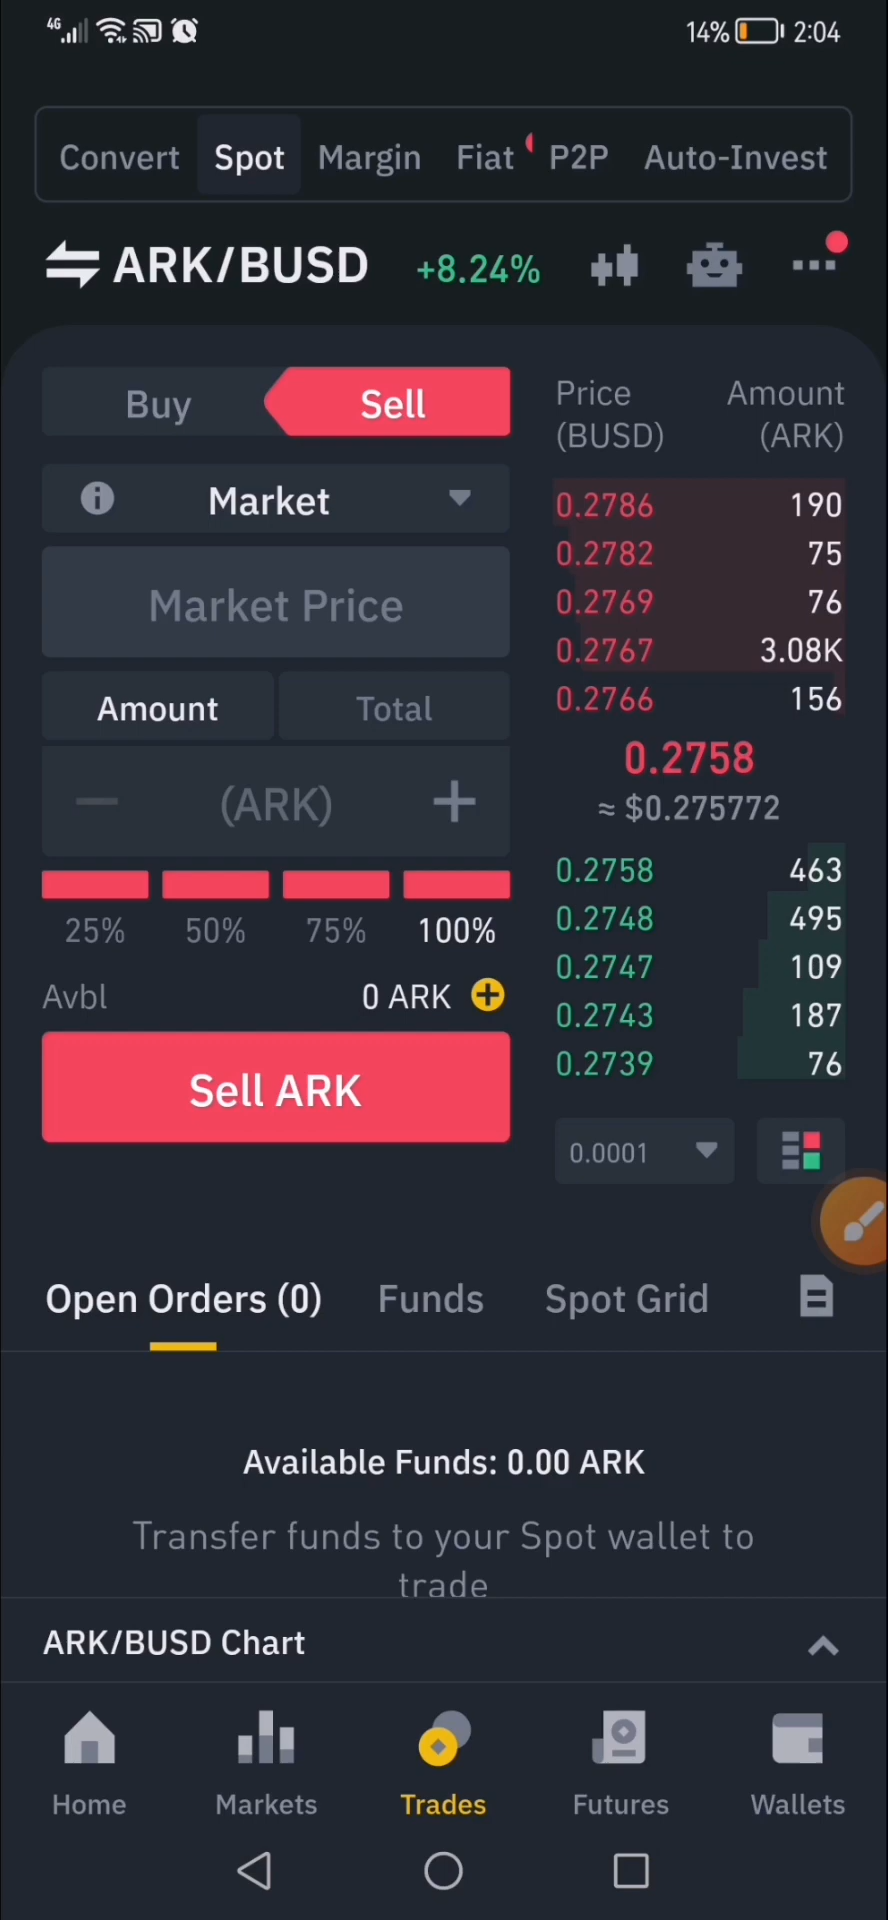 4G 14% 2:04
Convert Spot Margin Fiat P2P Auto-Invest
ARK/BUSD +8.24%
Buy Sell
Market
Market Price
Amount Total
(ARK)
25% 50% 75% 100%
Avbl 0 ARK
Sell ARK
Price Amount
(BUSD) (ARK)
0.2786 190
0.2782 75
0.2769 76
0.2767 3.08K
0.2766 156
0.2758
≈ $0.275772
0.2758 463
0.2748 495
0.2747 109
0.2743 187
0.2739 76
0.0001
Open Orders (0) Funds Spot Grid
Available Funds: 0.00 ARK
Transfer funds to your Spot wallet to
trade
ARK/BUSD Chart
Home Markets Trades Futures Wallets